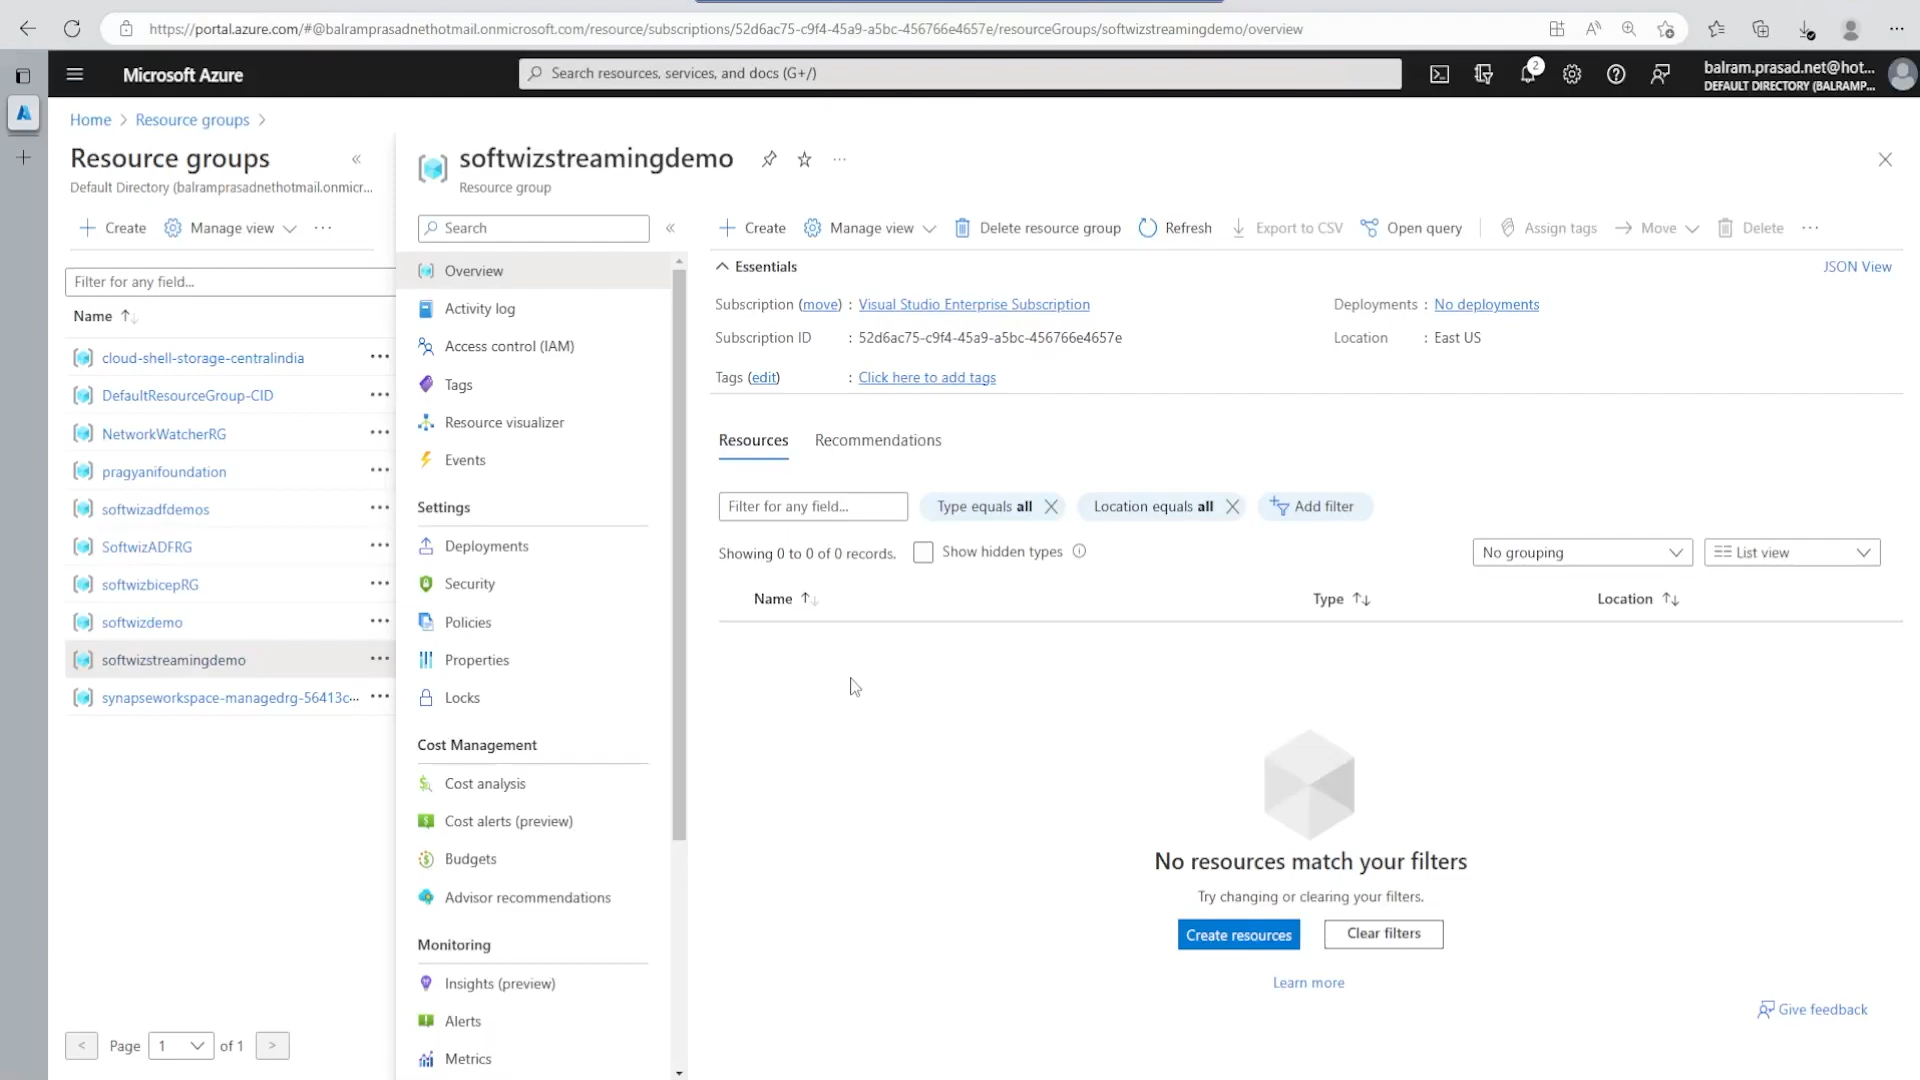 https://portal.azure.com/#@balramprasadnethotmail.onmicrosoft.com/resource/subscriptions/52d6ac75-c9f4-45a9-a5bc-456766e4657e/resourceGroups/softwizstreamingdemo/overview
Microsoft Azure
Search resources, services, and docs (G+/)
2
balram.prasad.net@hot...
DEFAULT DIRECTORY (BALRAMP...
Home > Resource groups >
Resource groups
Default Directory (balramprasadnethotmail.onmicr...
Create
Manage view
Filter for any field...
Name
cloud-shell-storage-centralindia
DefaultResourceGroup-CID
NetworkWatcherRG
pragyanifoundation
softwizadfdemos
SoftwizADFRG
softwizbicepRG
softwizdemo
softwizstreamingdemo
synapseworkspace-managedrg-56413c...
Page 1 of 1
softwizstreamingdemo
Resource group
Search
Overview
Activity log
Access control (IAM)
Tags
Resource visualizer
Events
Settings
Deployments
Security
Policies
Properties
Locks
Cost Management
Cost analysis
Cost alerts (preview)
Budgets
Advisor recommendations
Monitoring
Insights (preview)
Alerts
Metrics
Create
Manage view
Delete resource group
Refresh
Export to CSV
Open query
Assign tags
Move
Delete
Essentials
JSON View
Subscription (move) : Visual Studio Enterprise Subscription
Deployments : No deployments
Subscription ID : 52d6ac75-c9f4-45a9-a5bc-456766e4657e
Location : East US
Tags (edit) : Click here to add tags
Resources
Recommendations
Filter for any field...
Type equals all
Location equals all
Add filter
Showing 0 to 0 of 0 records.
Show hidden types
No grouping
List view
Name
Type
Location
No resources match your filters
Try changing or clearing your filters.
Create resources
Clear filters
Learn more
Give feedback